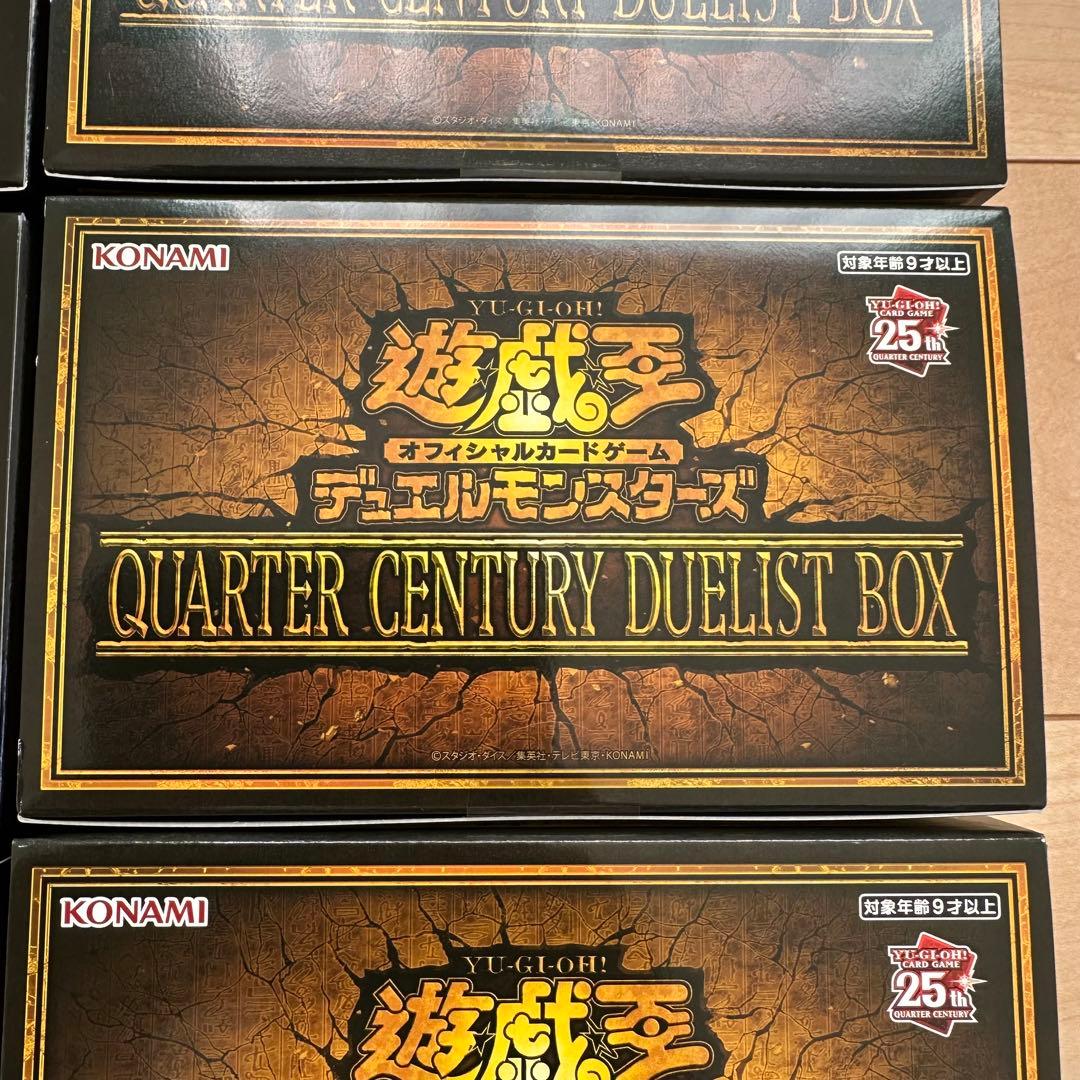 QUARTER CENTURY DUELIST BOX
©スタジオ・ダイス／集英社・テレビ東京・KONAMI
KONAMI
対象年齢9才以上
YU-GI-OH!
CARD GAME
25th
QUARTER CENTURY
YU-GI-OH!
遊戯王
オフィシャルカードゲーム
デュエルモンスターズ
QUARTER CENTURY DUELIST BOX
©スタジオ・ダイス／集英社・テレビ東京・KONAMI
KONAMI
対象年齢9才以上
YU-GI-OH!
CARD GAME
25th
QUARTER CENTURY
YU-GI-OH!
遊戯王